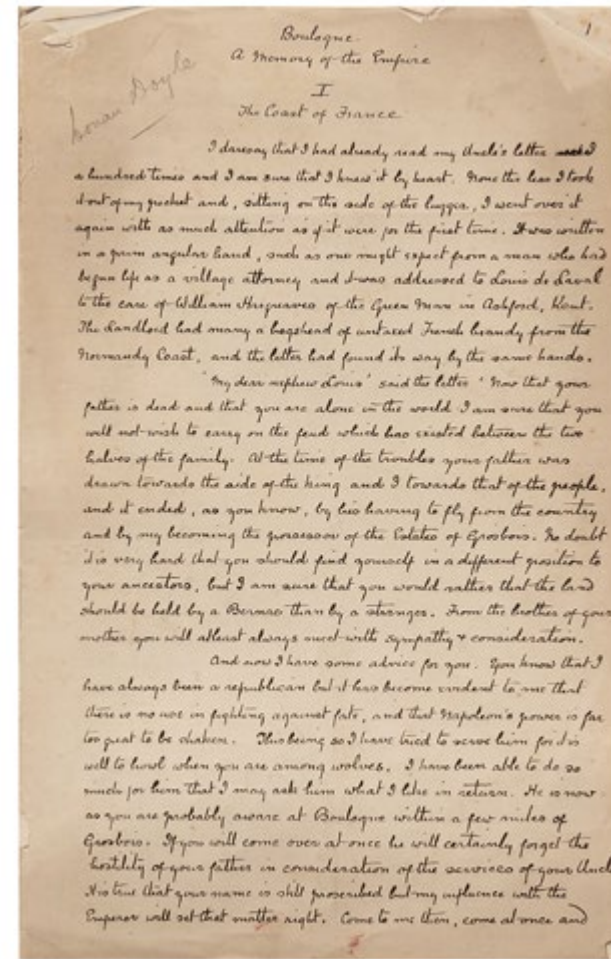 1
Boulogne.
A Memory of the Empire
Conan Doyle
I
The Coast of France
I daresay that I had already read my Uncle's letter
a hundred times and I am sure that I knew it by heart. None the less I took
it out of my pocket and, sitting on the side of the lugger, I went over it
again with as much attention as if it were for the first time. It was written
in a prim angular hand, such as one might expect from a man who had
begun life as a village attorney and it was addressed to Louis de Laval
to the care of William Hargreaves of the Green Man in Ashford, Kent.
The Landlord had many a hogshead of untaxed French brandy from the
Normandy Coast, and the letter had found its way by the same hands.
"My dear nephew Louis" said the letter "Now that your
father is dead and that you are alone in the world I am sure that you
will not wish to carry on the feud which has existed between the two
halves of the family. At the time of the troubles your father was
drawn towards the side of the King and I towards that of the people,
and it ended, as you know, by his having to fly from the country
and by my becoming the possessor of the Estates of Grosbois. No doubt
it is very hard that you should find yourself in a different position to
your ancestors, but I am sure that you would rather that the land
should be held by a Bernac than by a stranger. From the brother of your
mother you will at least always meet with sympathy & consideration.
And now I have some advice for you. You know that I
have always been a republican but it has become evident to me that
there is no use in fighting against fate, and that Napoleon's power is far
too great to be shaken. This being so I have tried to serve him for it is
well to howl when you are among wolves. I have been able to do so
much for him that I may ask him what I like in return. He is now
as you are probably aware at Boulogne within a few miles of
Grosbois. If you will come over at once he will certainly forget the
hostility of your father in consideration of the services of your Uncl
It is true that your name is still proscribed but my influence with the
Emperor will set that matter right. Come to me then, come at once and